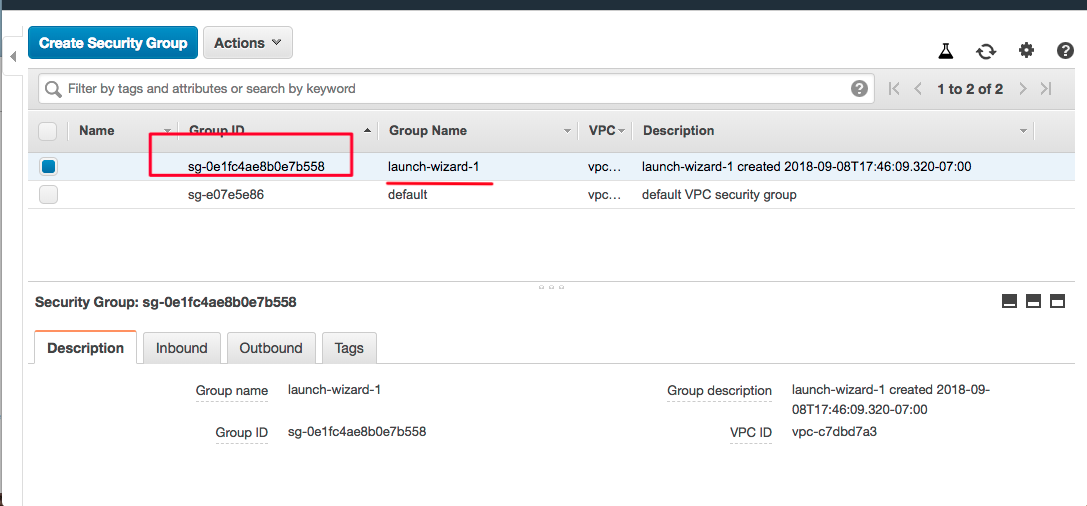 Create Security Group Actions
Filter by tags and attributes or search by keyword 1 to 2 of 2
Name Group ID Group Name VPC Description
sg-0e1fc4ae8b0e7b558 launch-wizard-1 vpc... launch-wizard-1 created 2018-09-08T17:46:09.320-07:00
sg-e07e5e86 default vpc... default VPC security group
Security Group: sg-0e1fc4ae8b0e7b558
Description Inbound Outbound Tags
Group name launch-wizard-1 Group description launch-wizard-1 created 2018-09-
08T17:46:09.320-07:00
Group ID sg-0e1fc4ae8b0e7b558 VPC ID vpc-c7dbd7a3